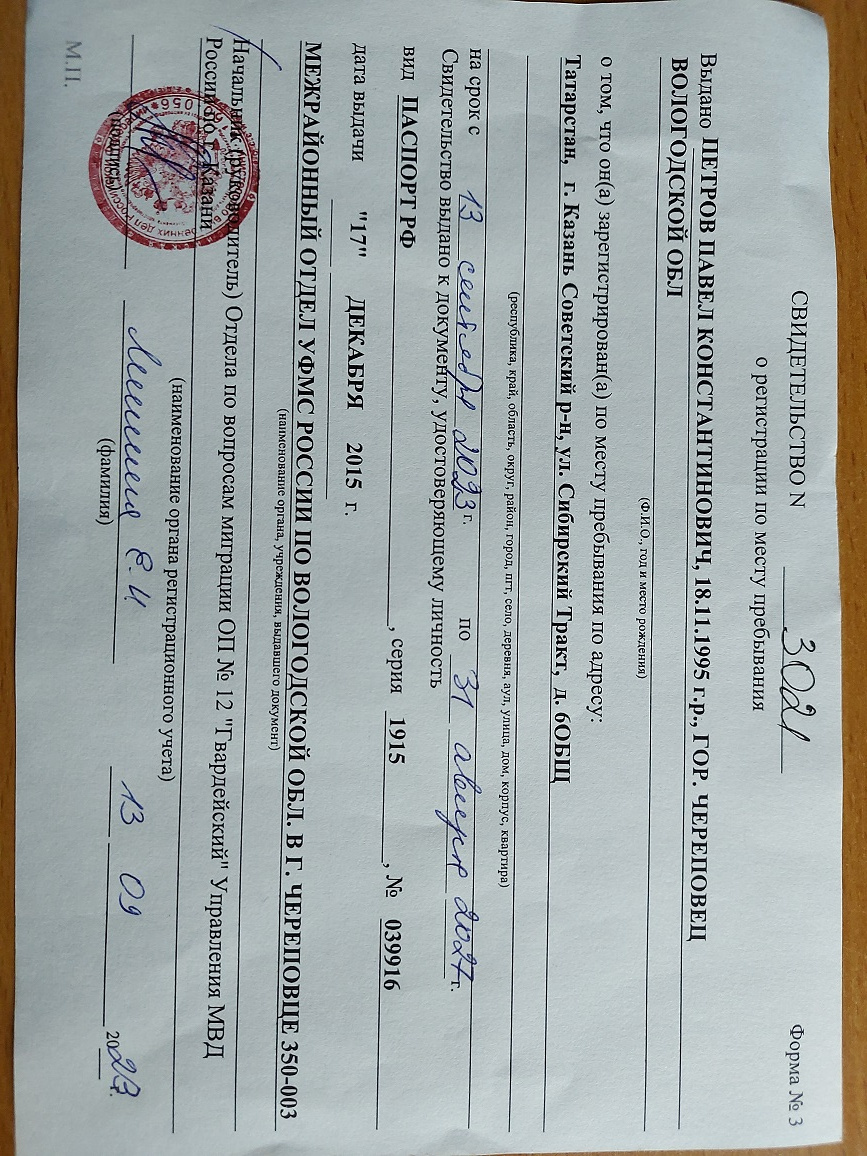 Форма № 3
СВИДЕТЕЛЬСТВО N 3021
о регистрации по месту пребывания
Выдано ПЕТРОВ ПАВЕЛ КОНСТАНТИНОВИЧ, 18.11.1995 г.р., ГОР. ЧЕРЕПОВЕЦ
ВОЛОГОДСКОЙ ОБЛ
(Ф.И.О., год и место рождения)
о том, что он(а) зарегистрирован(а) по месту пребывания по адресу:
Татарстан, г. Казань Советский р-н, ул. Сибирский Тракт, д. 6ОБЩ
(республика, край, область, округ, район, город, пгт, село, деревня, аул, улица, дом, корпус, квартира)
на срок с 13 сентября 2023 г. по 31 августа 2027 г.
Свидетельство выдано к документу, удостоверяющему личность
вид ПАСПОРТ РФ , серия 1915 , № 039916
дата выдачи "17" ДЕКАБРЯ 2015 г.
МЕЖРАЙОННЫЙ ОТДЕЛ УФМС РОССИИ ПО ВОЛОГОДСКОЙ ОБЛ. В Г. ЧЕРЕПОВЦЕ 350-003
(наименование органа, учреждения, выдавшего документ)
Начальник (руководитель) Отдела по вопросам миграции ОП № 12 "Гвардейский" Управления МВД
России по г. Казани
(наименование органа регистрационного учета)
Е.И. 13 09 2023 г.
(подпись) (фамилия)
М.П.